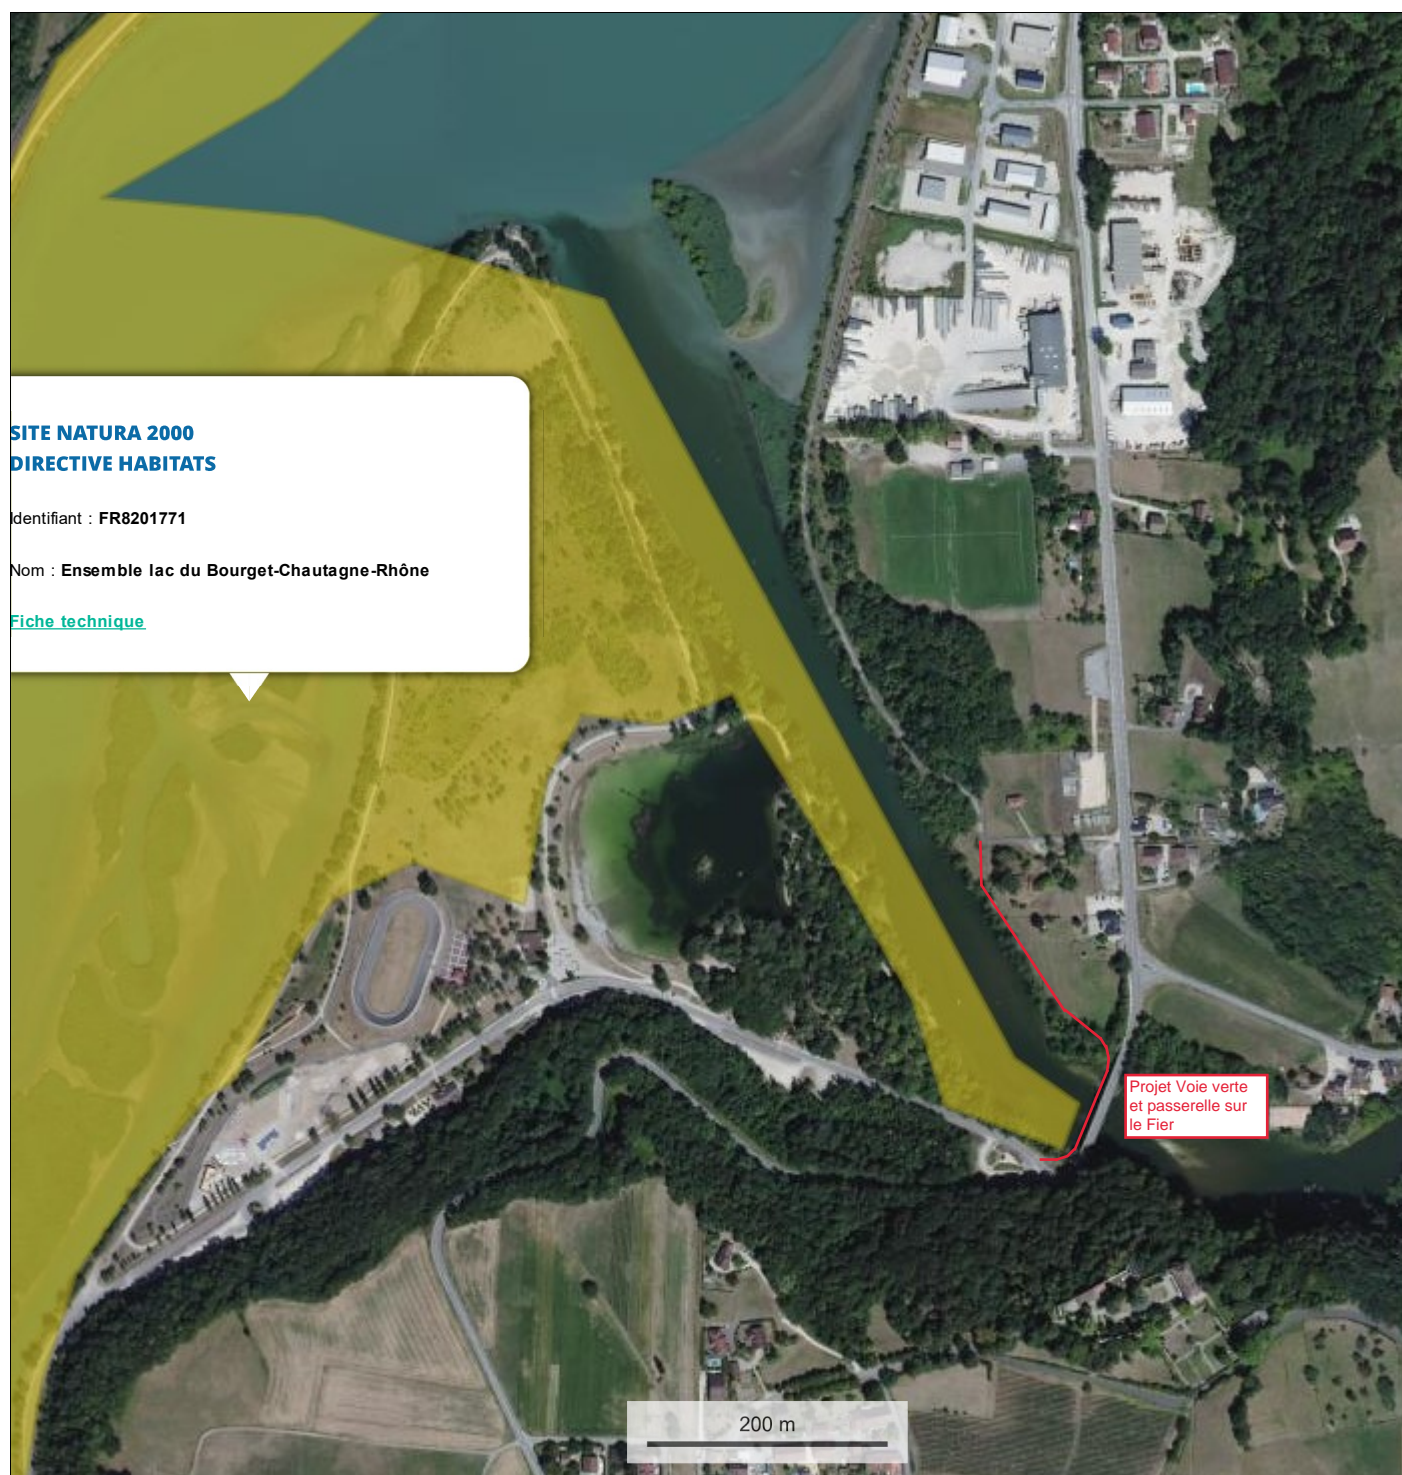 SITE NATURA 2000
DIRECTIVE HABITATS
Identifiant : FR8201771
Nom : Ensemble lac du Bourget-Chautagne-Rhône
Fiche technique
Projet Voie verte
et passerelle sur
le Fier
200 m